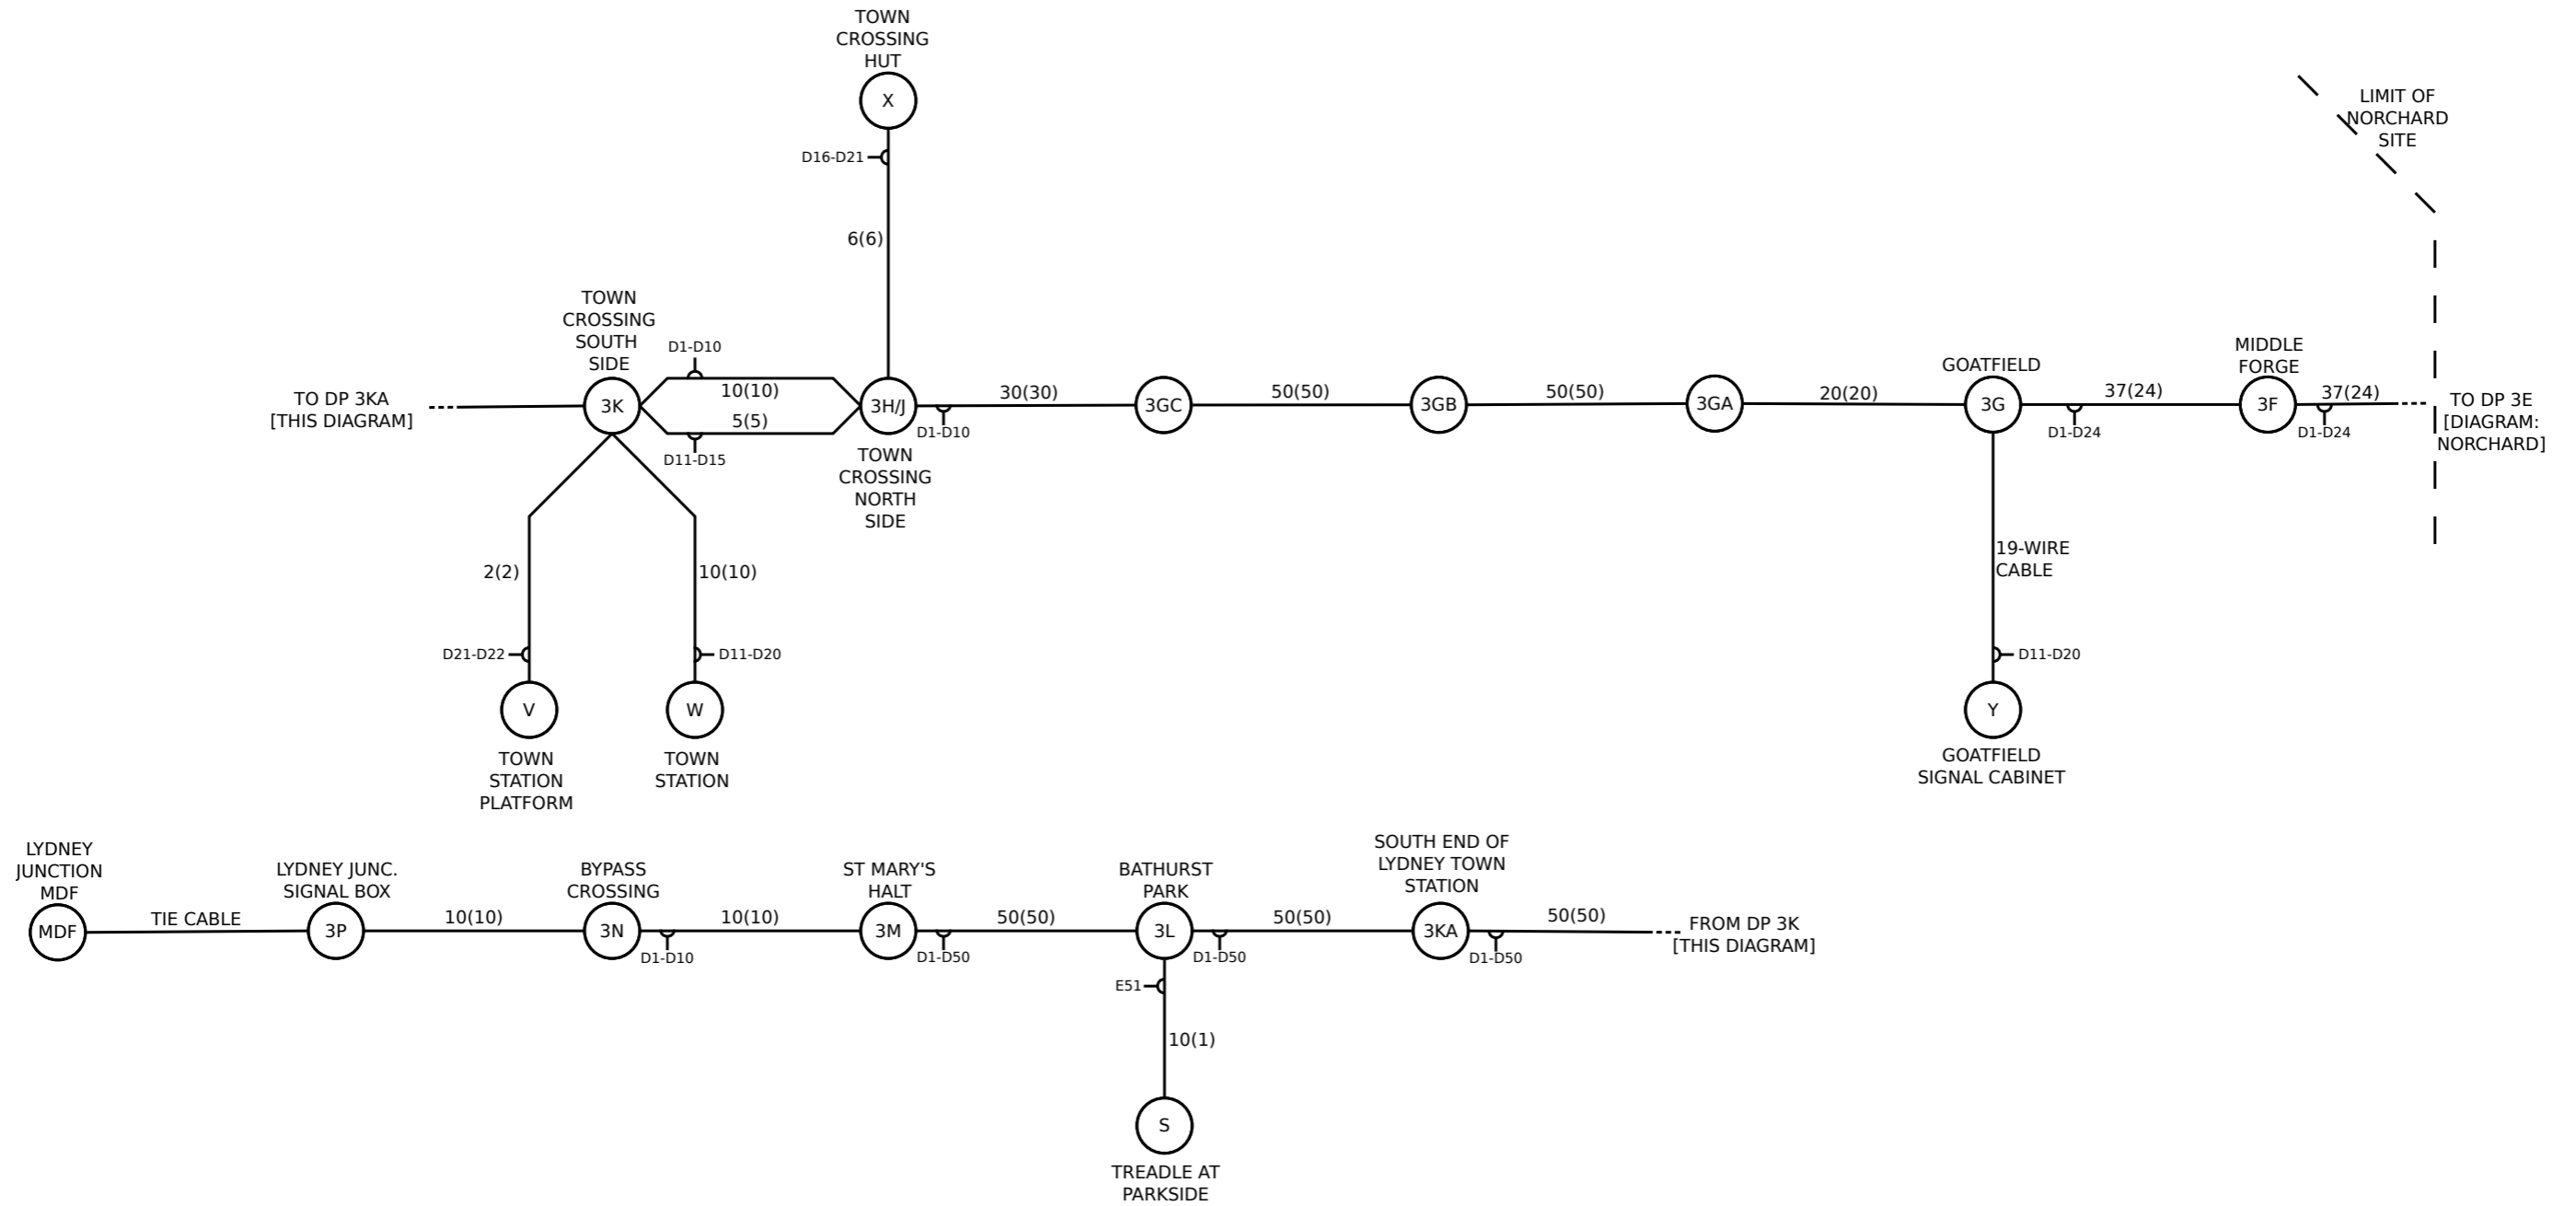 TOWN
CROSSING
HUT
X
D16-D21
6(6)
LIMIT OF
NORCHARD
SITE
TOWN
CROSSING
SOUTH
SIDE
TO DP 3KA
[THIS DIAGRAM]
3K
D1-D10
10(10)
5(5)
D11-D15
3H/J
TOWN
CROSSING
NORTH
SIDE
D1-D10
30(30)
3GC
50(50)
3GB
50(50)
3GA
20(20)
GOATFIELD
3G
37(24)
D1-D24
MIDDLE
FORGE
3F
37(24)
D1-D24
TO DP 3E
[DIAGRAM:
NORCHARD]
2(2)
D21-D22
V
TOWN
STATION
PLATFORM
10(10)
D11-D20
W
TOWN
STATION
19-WIRE
CABLE
D11-D20
Y
GOATFIELD
SIGNAL CABINET
LYDNEY
JUNCTION
MDF
MDF
TIE CABLE
LYDNEY JUNC.
SIGNAL BOX
3P
10(10)
BYPASS
CROSSING
3N
10(10)
D1-D10
ST MARY'S
HALT
3M
50(50)
D1-D50
BATHURST
PARK
3L
50(50)
D1-D50
SOUTH END OF
LYDNEY TOWN
STATION
3KA
50(50)
D1-D50
FROM DP 3K
[THIS DIAGRAM]
E51
10(1)
S
TREADLE AT
PARKSIDE